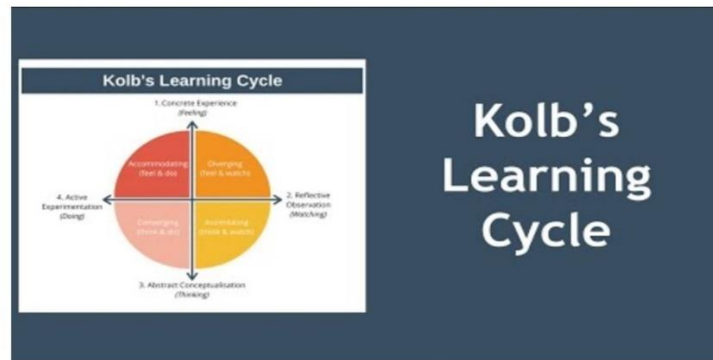 Kolb's Learning Cycle
1. Concrete Experience
(Feeling)
Accommodating
(feel & do)
Diverging
(feel & watch)
4. Active
Experimentation
(Doing)
2. Reflective
Observation
(Watching)
Converging
(think & do)
Assimilating
(think & watch)
3. Abstract Conceptualisation
(Thinking)
Kolb's
Learning
Cycle